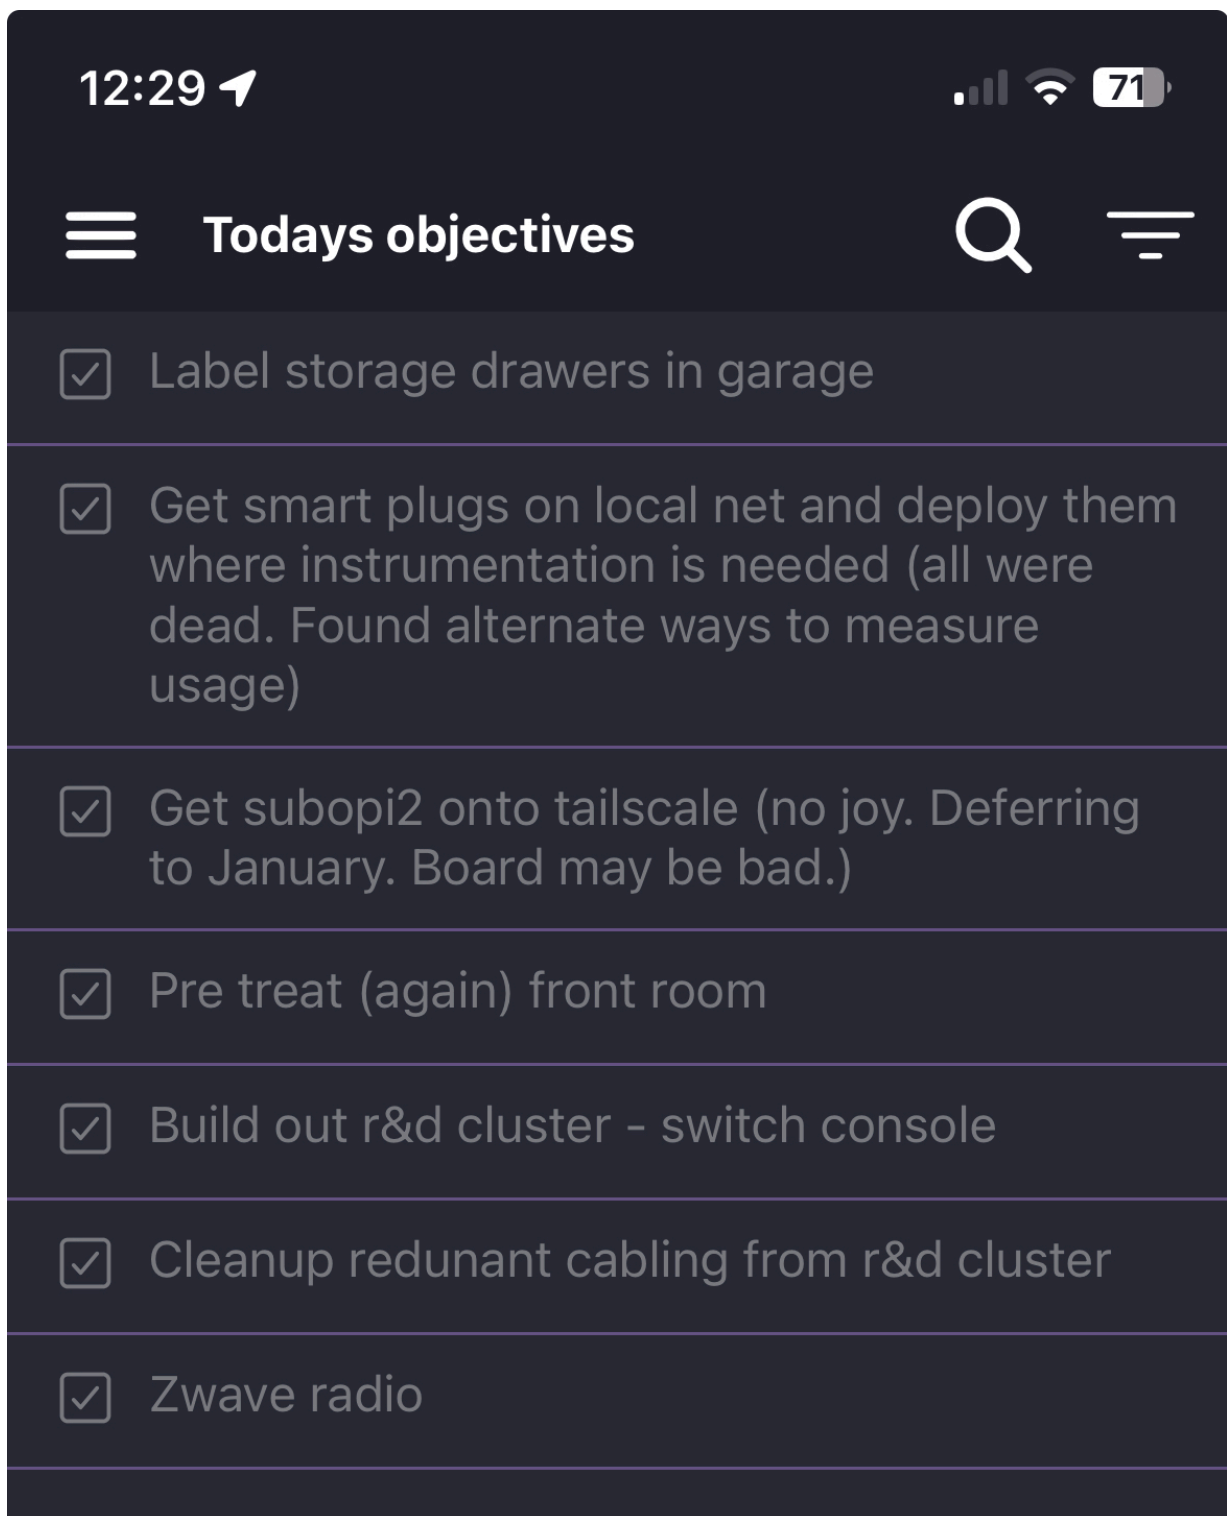 12:29
71
Todays objectives
Label storage drawers in garage
Get smart plugs on local net and deploy them
where instrumentation is needed (all were
dead. Found alternate ways to measure
usage)
Get subopi2 onto tailscale (no joy. Deferring
to January. Board may be bad.)
Pre treat (again) front room
Build out r&d cluster - switch console
Cleanup redunant cabling from r&d cluster
Zwave radio